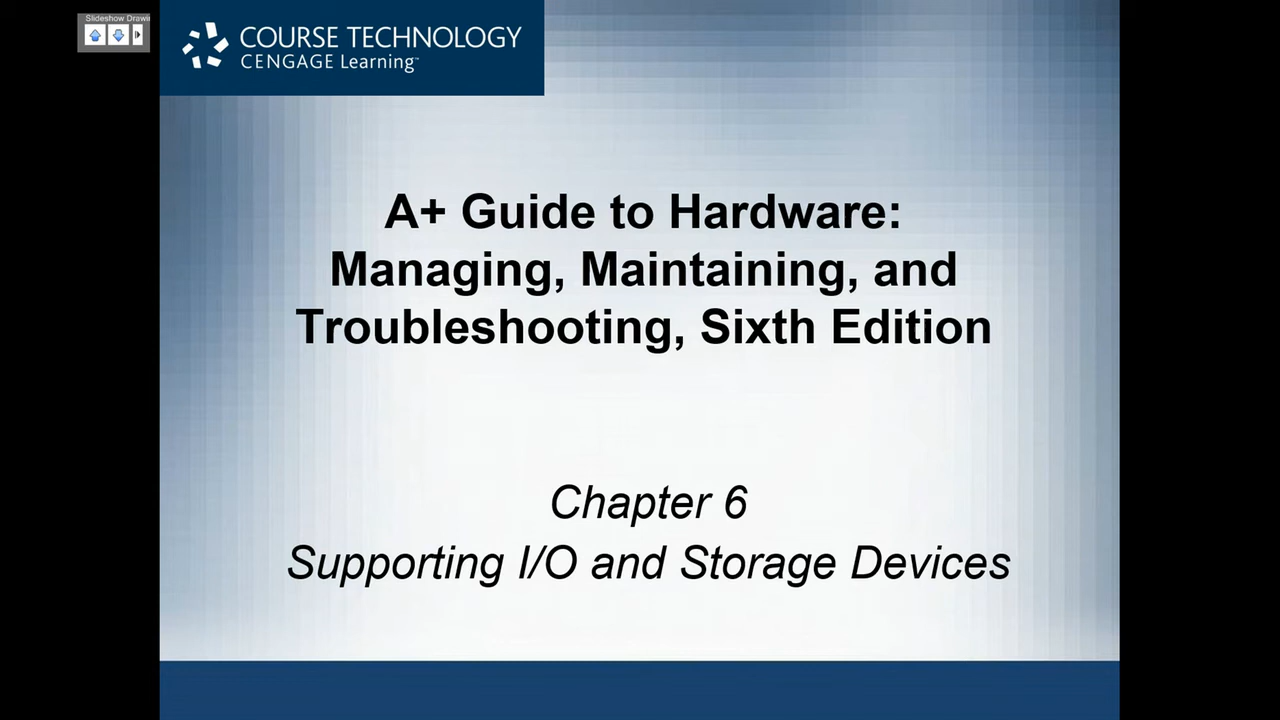 Slideshow Drawi
COURSE TECHNOLOGY
CENGAGE Learning™
A+ Guide to Hardware:
Managing, Maintaining, and
Troubleshooting, Sixth Edition
Chapter 6
Supporting I/O and Storage Devices